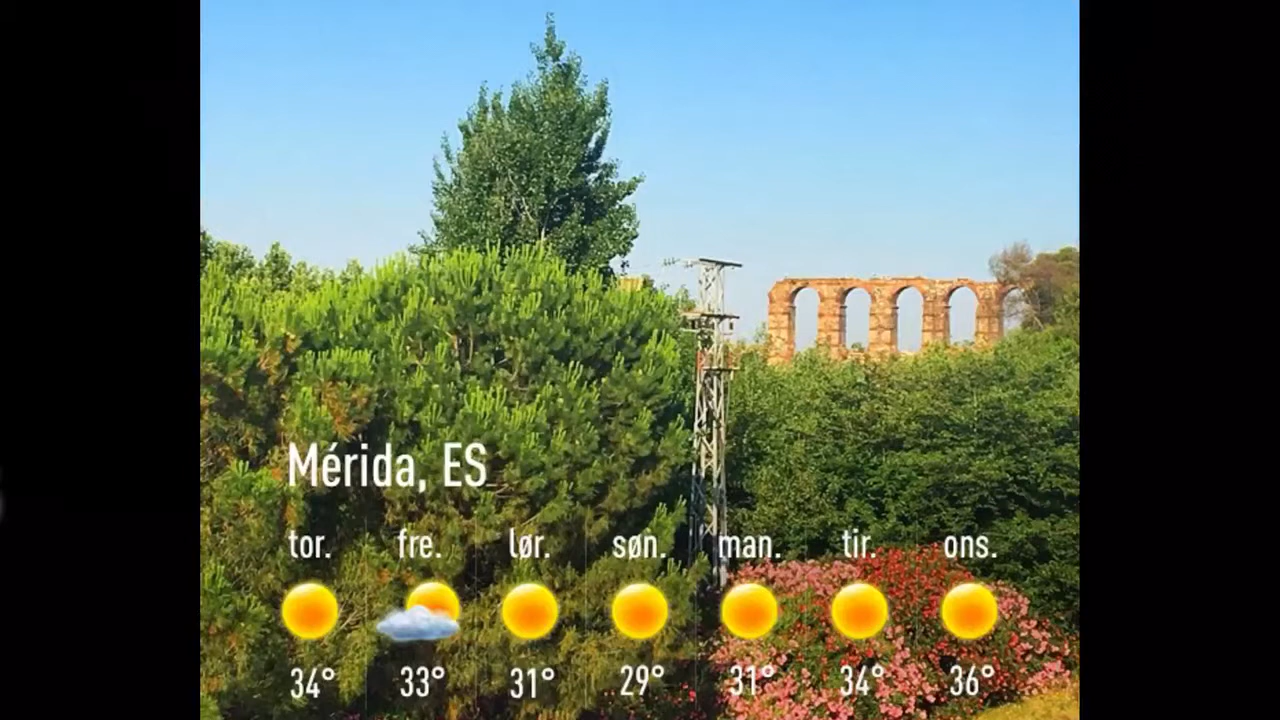 Mérida, ES
tor. fre. lør. søn. man. tir. ons.
34° 33° 31° 29° 31° 34° 36°